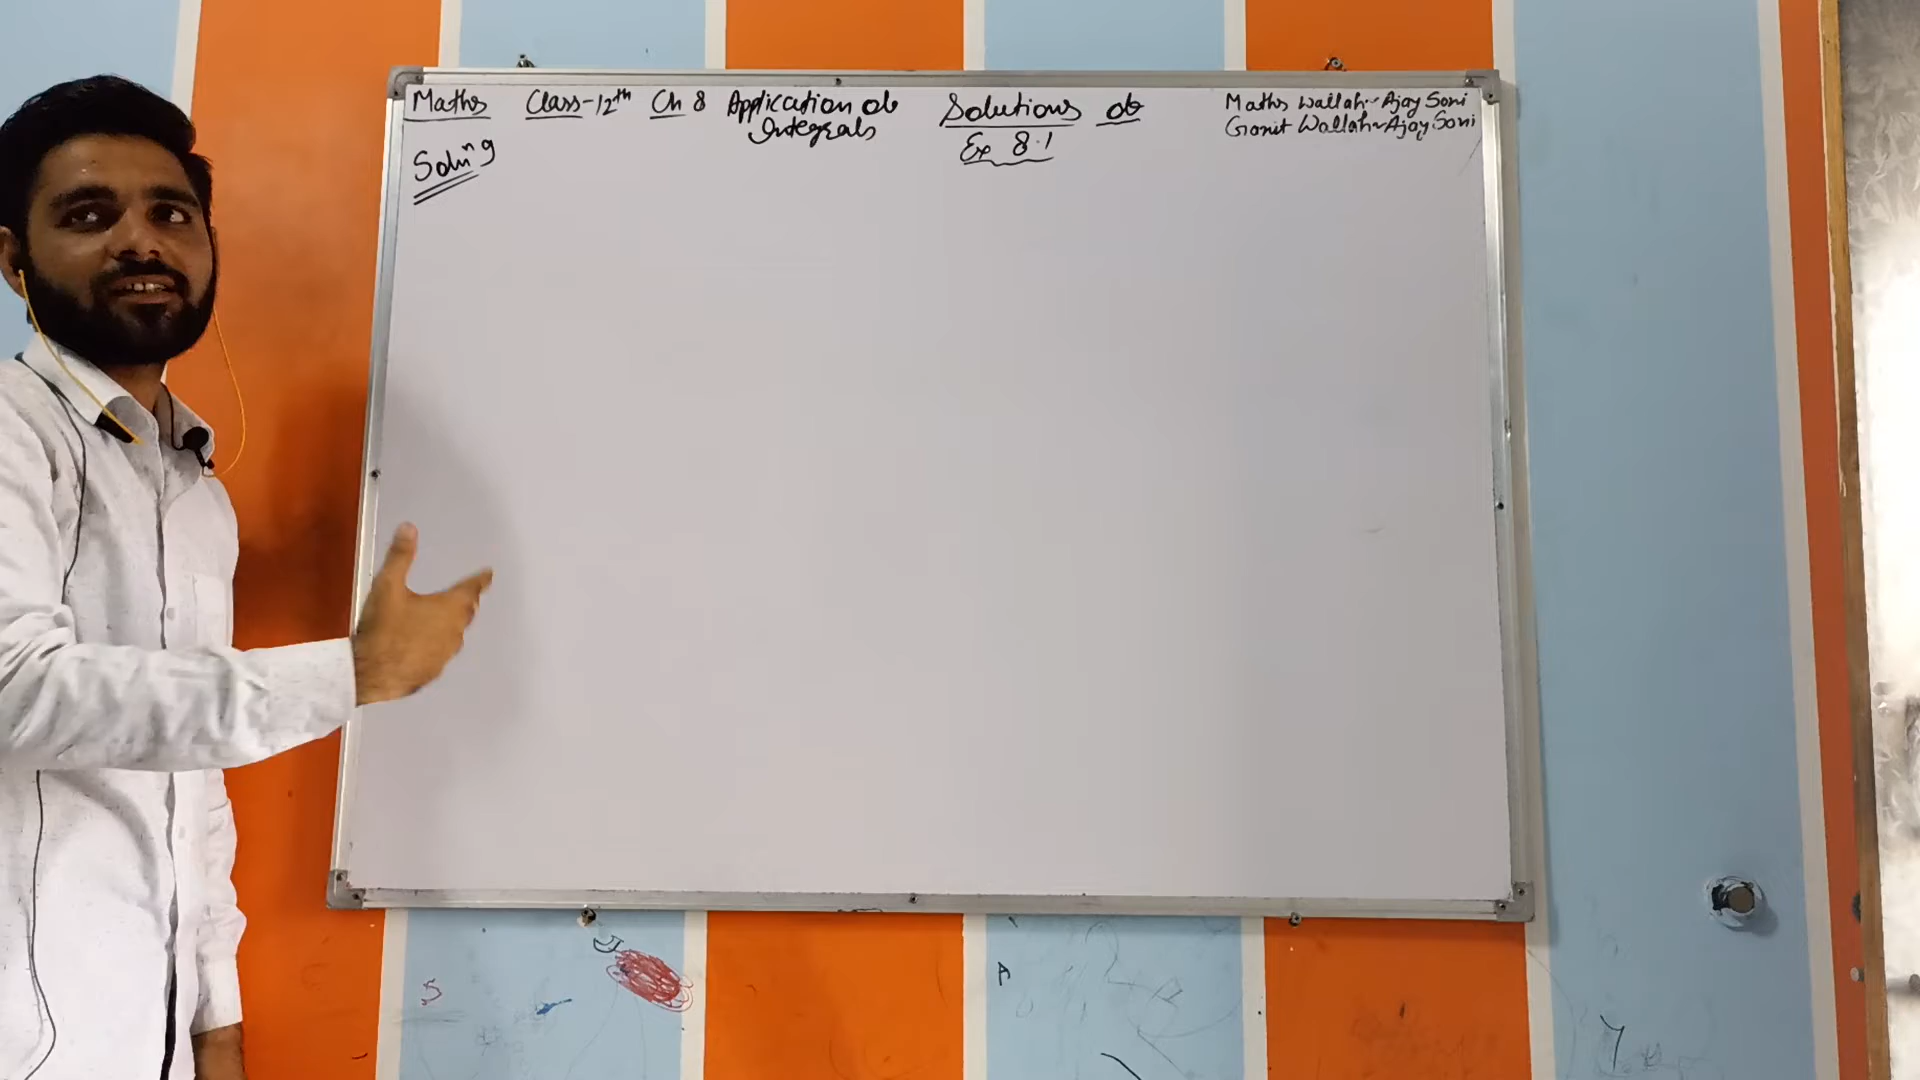 Maths Class-12th Ch 8 Application of Integrals
Solutions of Ex 8.1
Maths Wallah~Ajay Soni
Ganit Wallah~Ajay Soni
Soln 9
S
A